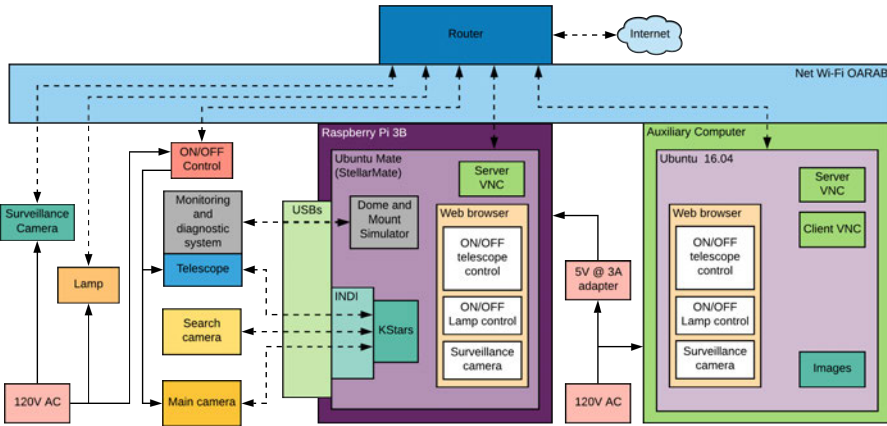 Router
Internet
Net Wi-Fi OARAB
Raspberry Pi 3B
Auxiliary Computer
ON/OFF
Control
Ubuntu Mate
(StellarMate)
Server
VNC
Ubuntu 16.04
Server
VNC
Surveillance
Camera
Monitoring
and
diagnostic
system
USBs
Dome and
Mount
Simulator
Web browser
ON/OFF
telescope
control
Web browser
ON/OFF
telescope
control
Client VNC
Lamp
Telescope
5V @ 3A
adapter
INDI
KStars
ON/OFF
Lamp control
ON/OFF
Lamp control
Search
camera
Surveillance
camera
Surveillance
camera
Images
120V AC
Main camera
120V AC